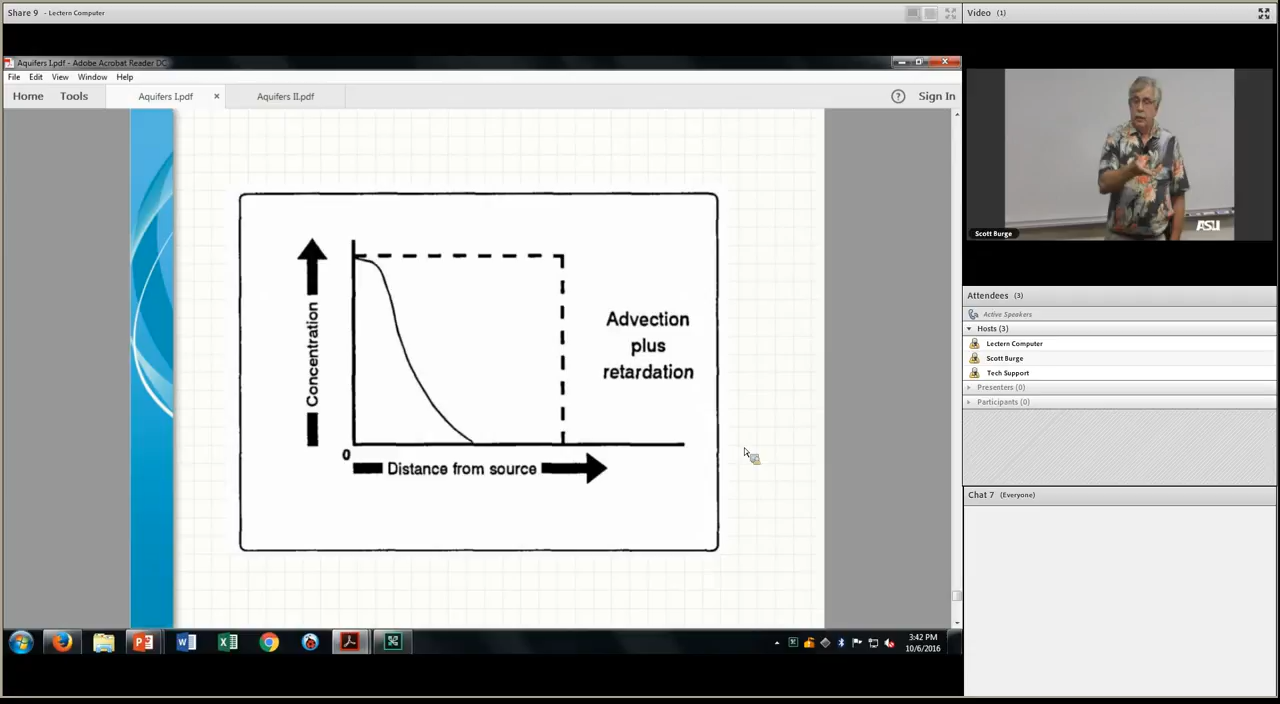 Share 9 - Lectern Computer
Video (1)
Aquifers I.pdf - Adobe Acrobat Reader DC
File Edit View Window Help
Home Tools Aquifers I.pdf × Aquifers II.pdf ? Sign In
Concentration
Advection
plus
retardation
0
Distance from source
Scott Burge
ASU
Attendees (3)
Active Speakers
Hosts (3)
Lectern Computer
Scott Burge
Tech Support
Presenters (0)
Participants (0)
Chat 7 (Everyone)
3:42 PM
10/6/2016